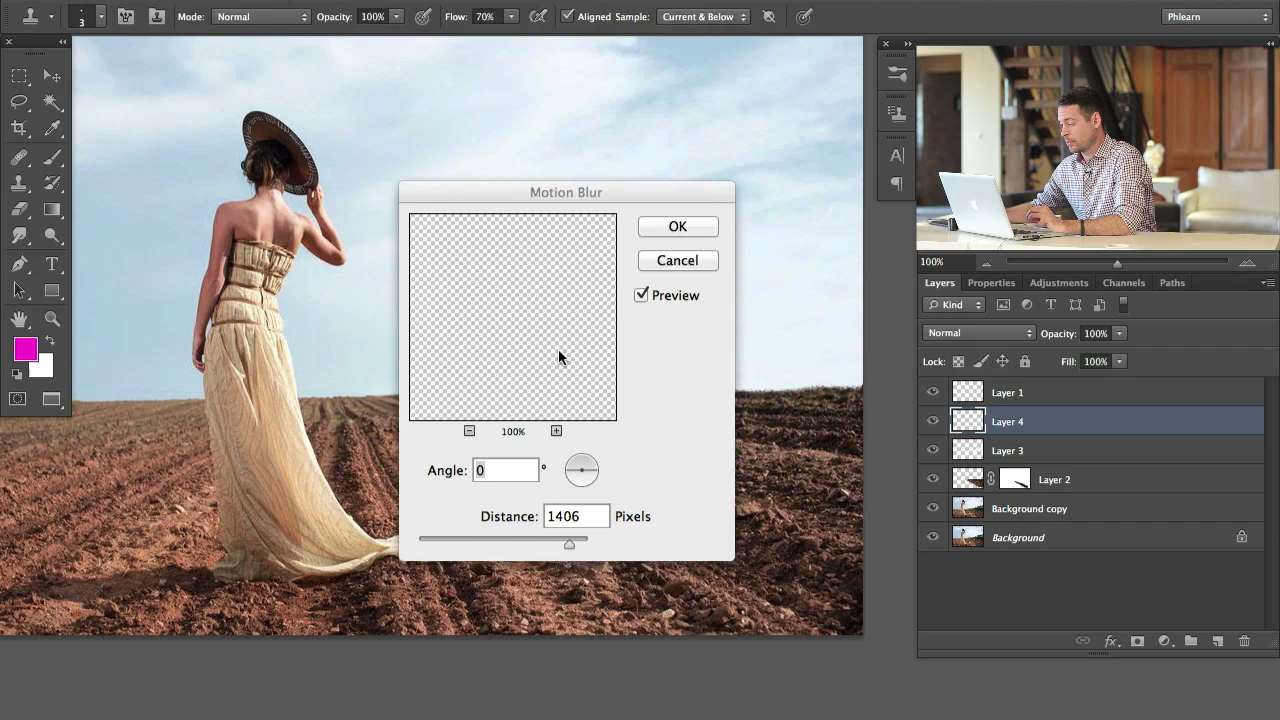 3 Mode: Normal Opacity: 100% Flow: 70% Aligned Sample: Current & Below Phlearn
Motion Blur
OK
Cancel
Preview
100%
Angle: 0 °
Distance: 1406 Pixels
A
T
100%
Layers Properties Adjustments Channels Paths
Kind T
Normal Opacity: 100%
Lock: Fill: 100%
Layer 1
Layer 4
Layer 3
Layer 2
Background copy
Background
fx